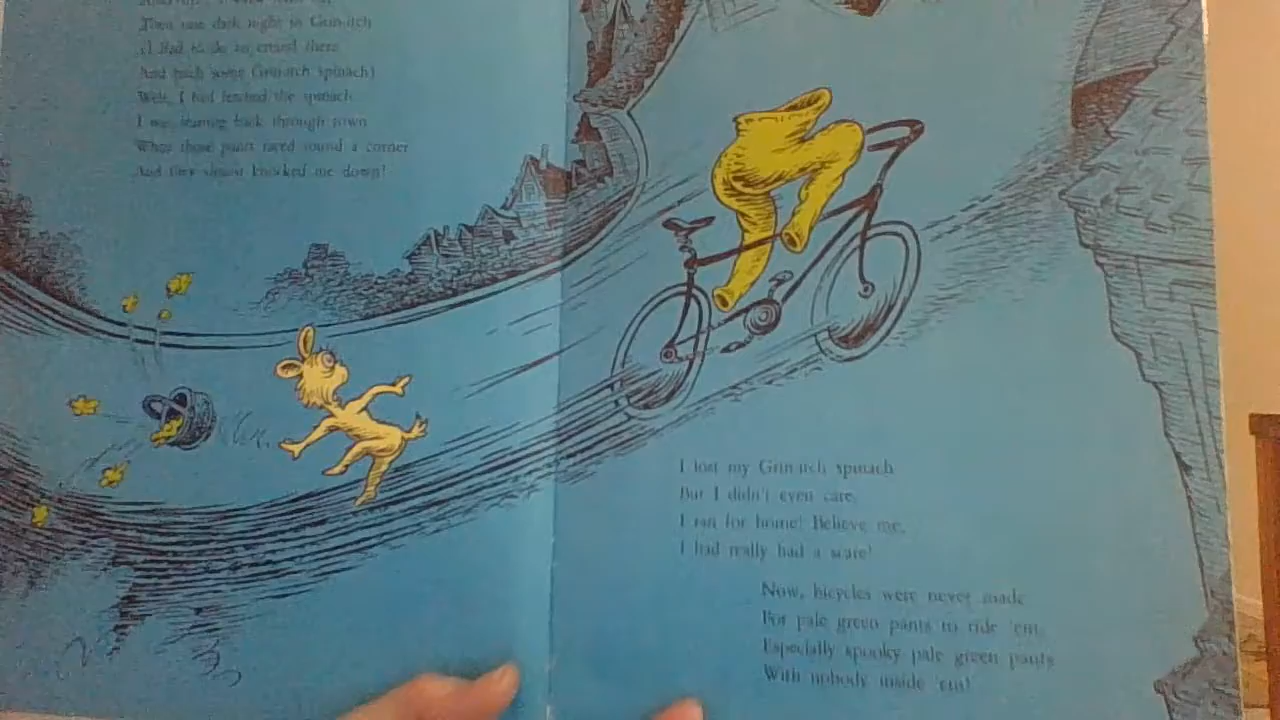 Then one dark night in Grin-itch
(I had to do an errand there
And fetch some Grin-itch spinach)
Well, I had fetched the spinach.
I was starting back through town
When those pants raced round a corner
And they almost knocked me down!
I lost my Grin-itch spinach
But I didn't even care.
I ran for home! Believe me,
I had really had a scare!
Now, bicycles were never made
For pale green pants to ride 'em,
Especially spooky pale green pants
With nobody inside 'em!